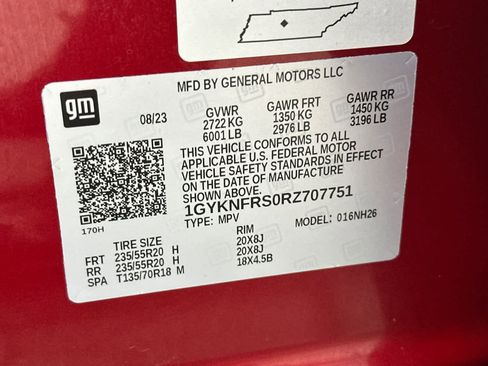 MFD BY GENERAL MOTORS LLC
gm
08/23
GVWR GAWR FRT GAWR RR
2722 KG 1350 KG 1450 KG
6001 LB 2976 LB 3196 LB
THIS VEHICLE CONFORMS TO ALL
APPLICABLE U.S. FEDERAL MOTOR
VEHICLE SAFETY STANDARDS IN EFFECT
ON THE DATE OF MANUFACTURE
SHOWN ABOVE.
1GYKNFRS0RZ707751
TYPE: MPV MODEL: 016NH26
170H
TIRE SIZE RIM
FRT 235/55R20 H 20X8J
RR 235/55R20 H 20X8J
SPA T135/70R18 M 18X4.5B